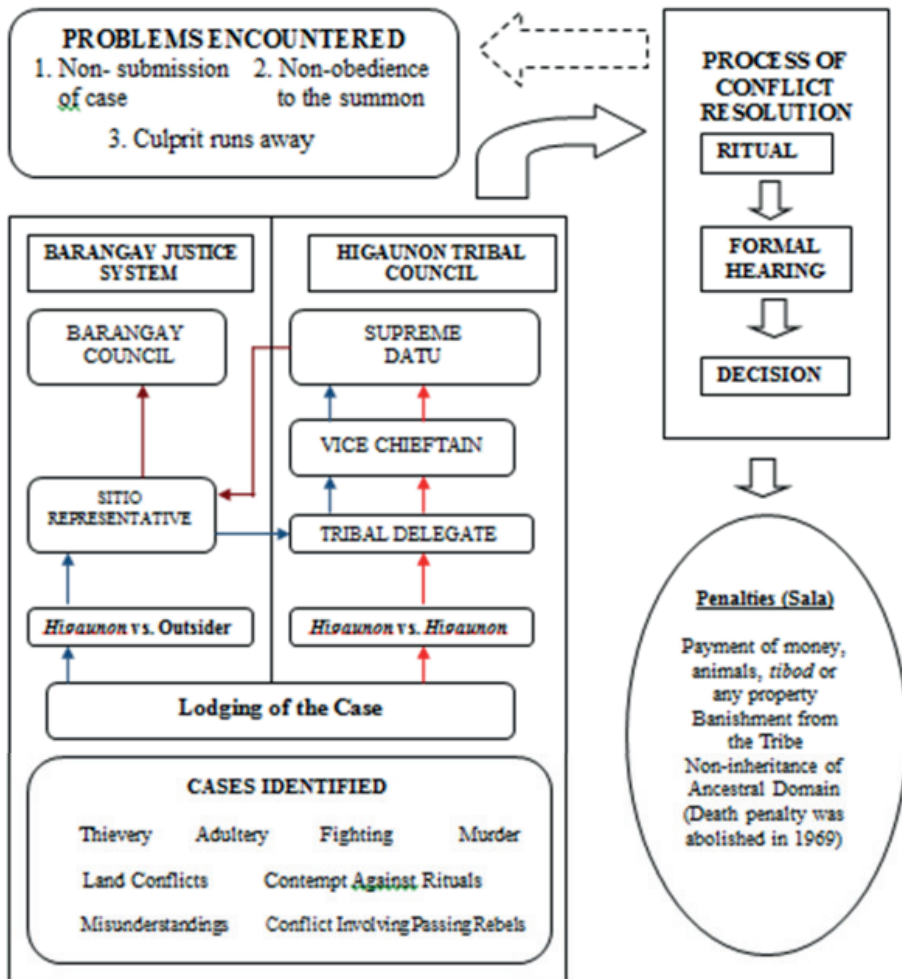 PROBLEMS ENCOUNTERED
1. Non- submission of case
2. Non-obedience to the summon
3. Culprit runs away
PROCESS OF
CONFLICT
RESOLUTION
RITUAL
FORMAL
HEARING
DECISION
BARANGAY JUSTICE
SYSTEM
HIGAUNON TRIBAL
COUNCIL
BARANGAY
COUNCIL
SUPREME
DATU
VICE CHIEFTAIN
SITIO
REPRESENTATIVE
TRIBAL DELEGATE
Higaunon vs. Outsider
Higaunon vs. Higaunon
Lodging of the Case
CASES IDENTIFIED
Thievery Adultery Fighting Murder
Land Conflicts Contempt Against Rituals
Misunderstandings Conflict Involving Passing Rebels
Penalties (Sala)
Payment of money,
animals, tibod or
any property
Banishment from
the Tribe
Non-inheritance of
Ancestral Domain
(Death penalty was
abolished in 1969)